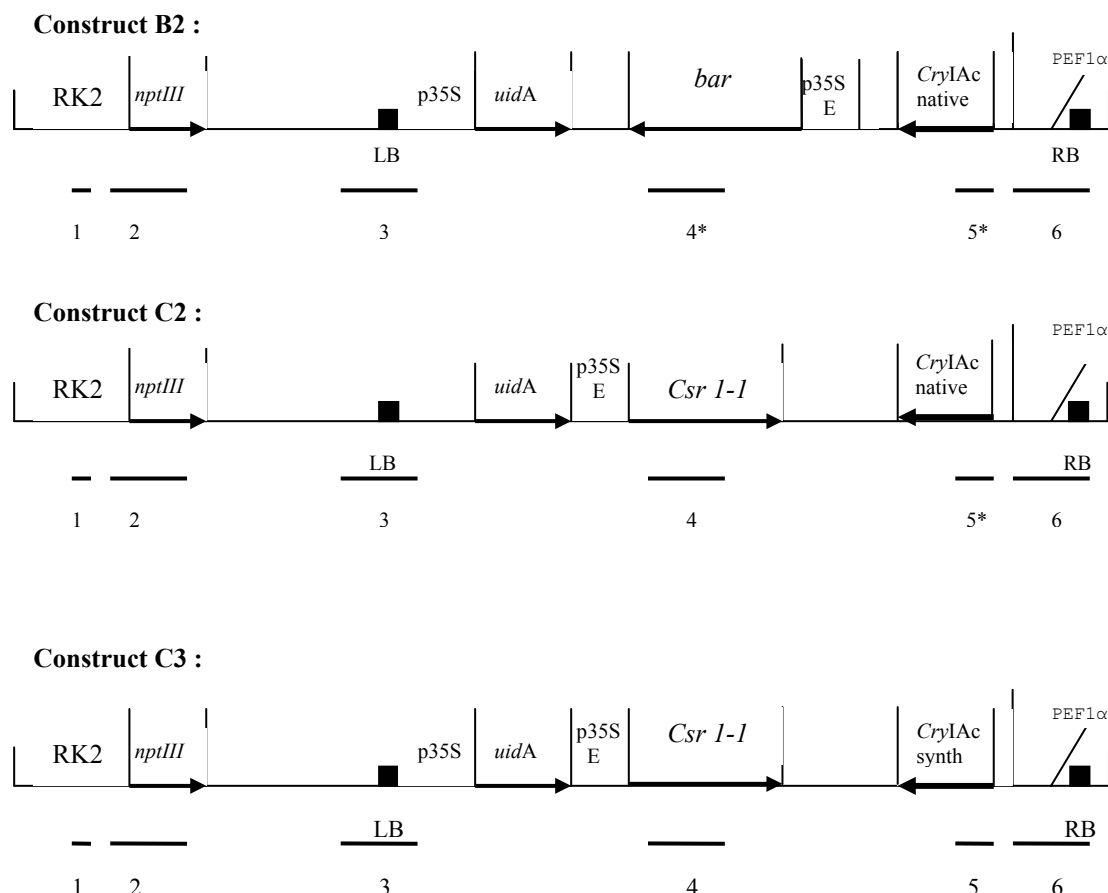 Construct B2 :
RK2 nptIII p35S uidA bar p35S E CryIAc native PEF1α
LB RB
1 2 3 4* 5* 6
Construct C2 :
RK2 nptIII uidA p35S E Csr 1-1 CryIAc native PEF1α
LB RB
1 2 3 4 5* 6
Construct C3 :
RK2 nptIII p35S uidA p35S E Csr 1-1 CryIAc synth PEF1α
LB RB
1 2 3 4 5 6